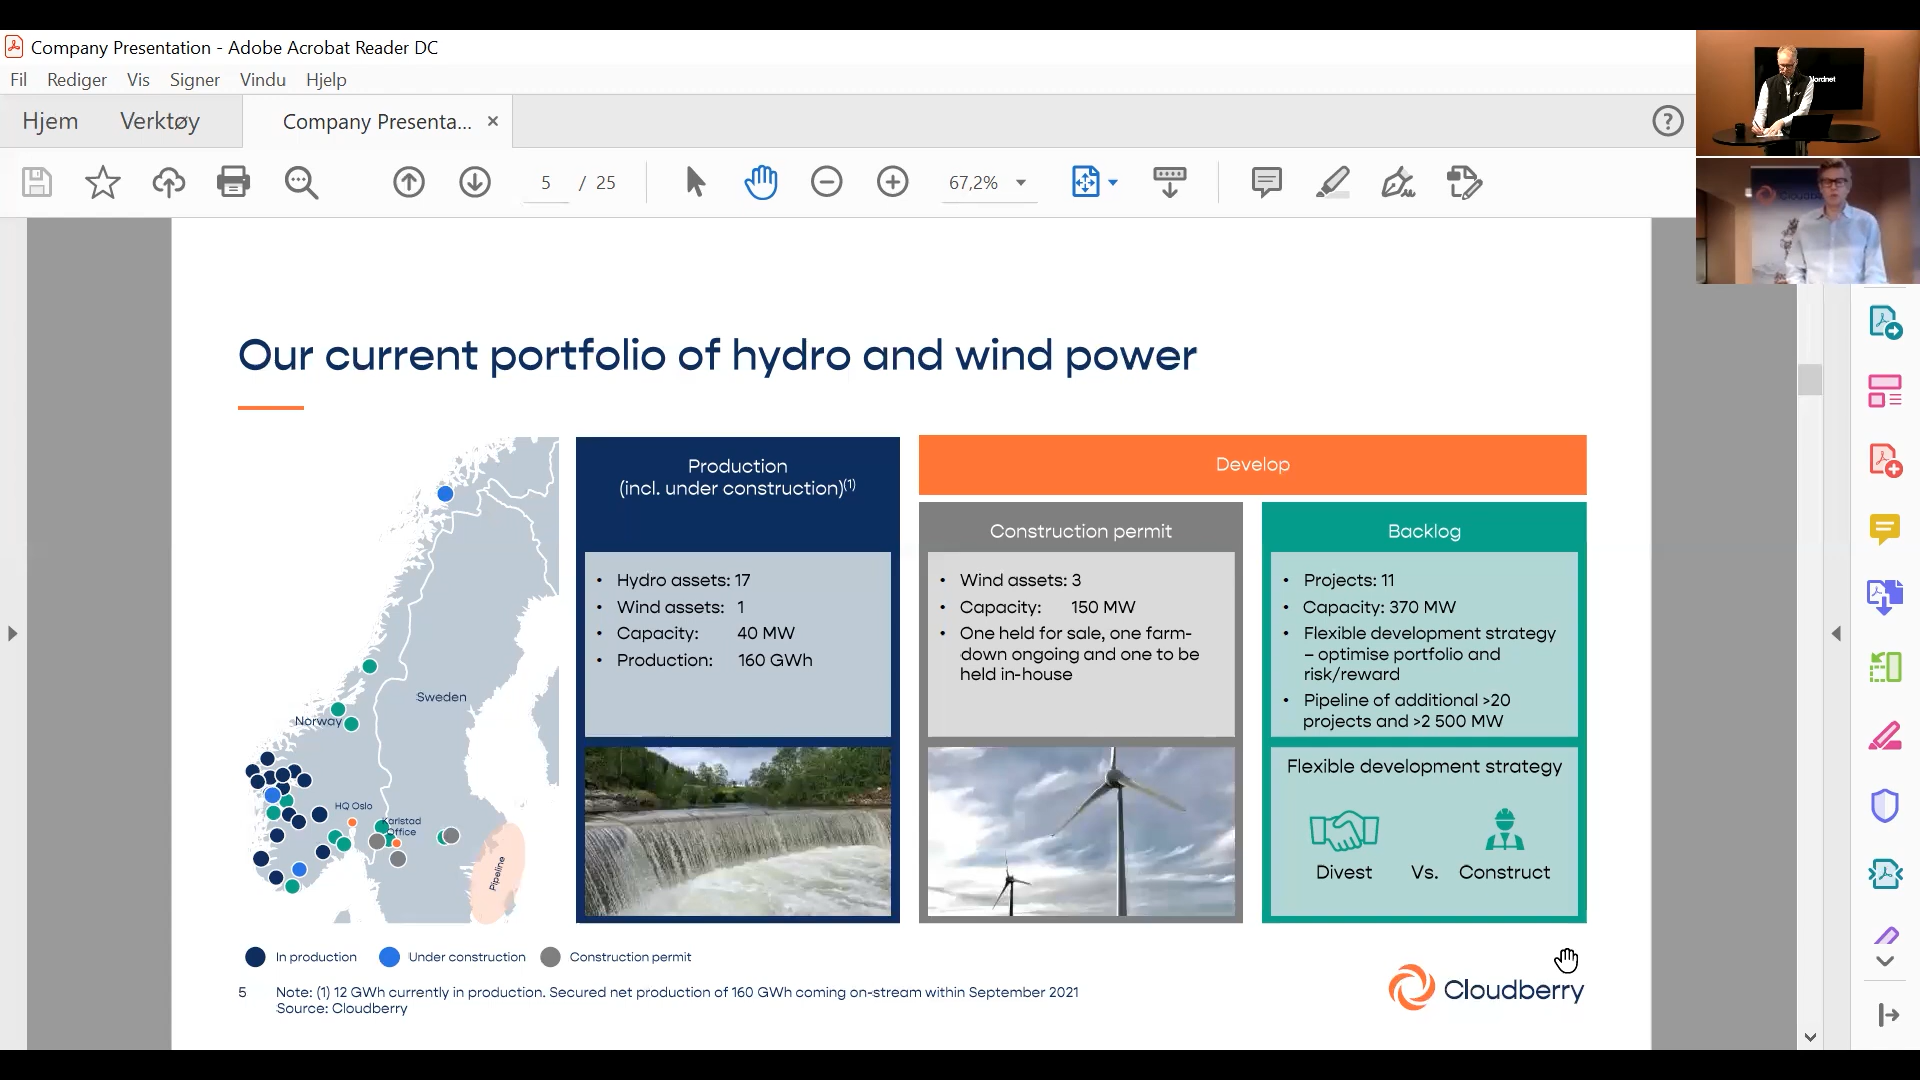 Company Presentation - Adobe Acrobat Reader DC
Fil Rediger Vis Signer Vindu Hjelp
Hjem Verktøy Company Presenta... ×
?
5 / 25 67,2%
Nordnet
Cloudberry
Our current portfolio of hydro and wind power
Sweden
Norway
HQ Oslo
Karlstad
Office
Pipeline
Production
(incl. under construction)(1)
• Hydro assets: 17
• Wind assets: 1
• Capacity: 40 MW
• Production: 160 GWh
Develop
Construction permit
• Wind assets: 3
• Capacity: 150 MW
• One held for sale, one farm-
down ongoing and one to be
held in-house
Backlog
• Projects: 11
• Capacity: 370 MW
• Flexible development strategy
– optimise portfolio and
risk/reward
• Pipeline of additional >20
projects and >2 500 MW
Flexible development strategy
Divest Vs. Construct
In production Under construction Construction permit
5 Note: (1) 12 GWh currently in production. Secured net production of 160 GWh coming on-stream within September 2021
Source: Cloudberry
Cloudberry